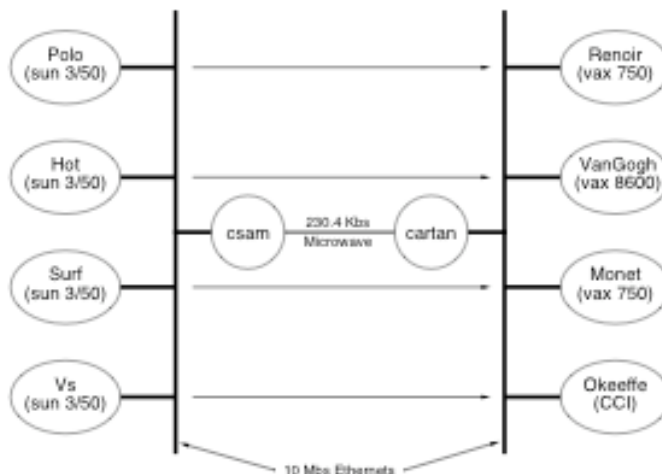 Polo
(sun 3/50)
Renoir
(vax 750)
Hot
(sun 3/50)
VanGogh
(vax 8600)
csam
230.4 Kbs
Microwave
cartan
Surf
(sun 3/50)
Monet
(vax 750)
Vs
(sun 3/50)
Okeeffe
(CCI)
10 Mbs Ethernets